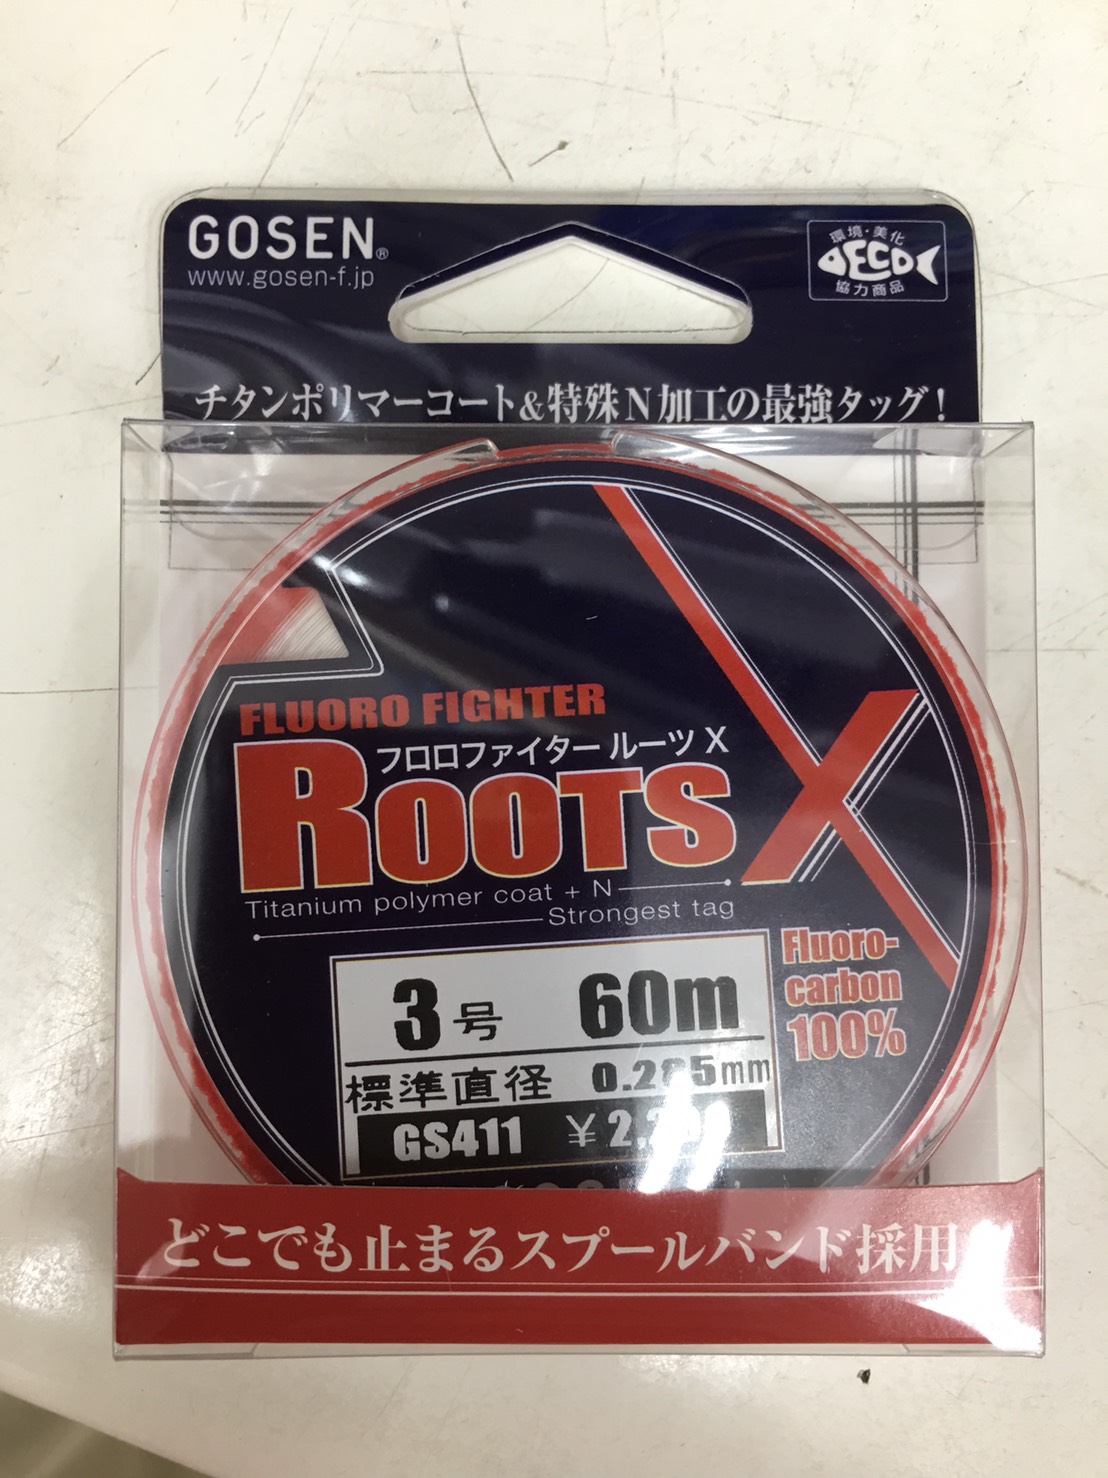 GOSEN®
www.gosen-f.jp
環境・美化
ECO
協力商品
チタンポリマーコート&特殊N加工の最強タッグ!
FLUORO FIGHTER
フロロファイター ルーツ X
ROOTS X
Titanium polymer coat + N
Strongest tag
Fluoro-
carbon
100%
3号 60m
標準直径 0.285mm
GS411
どこでも止まるスプールバンド採用